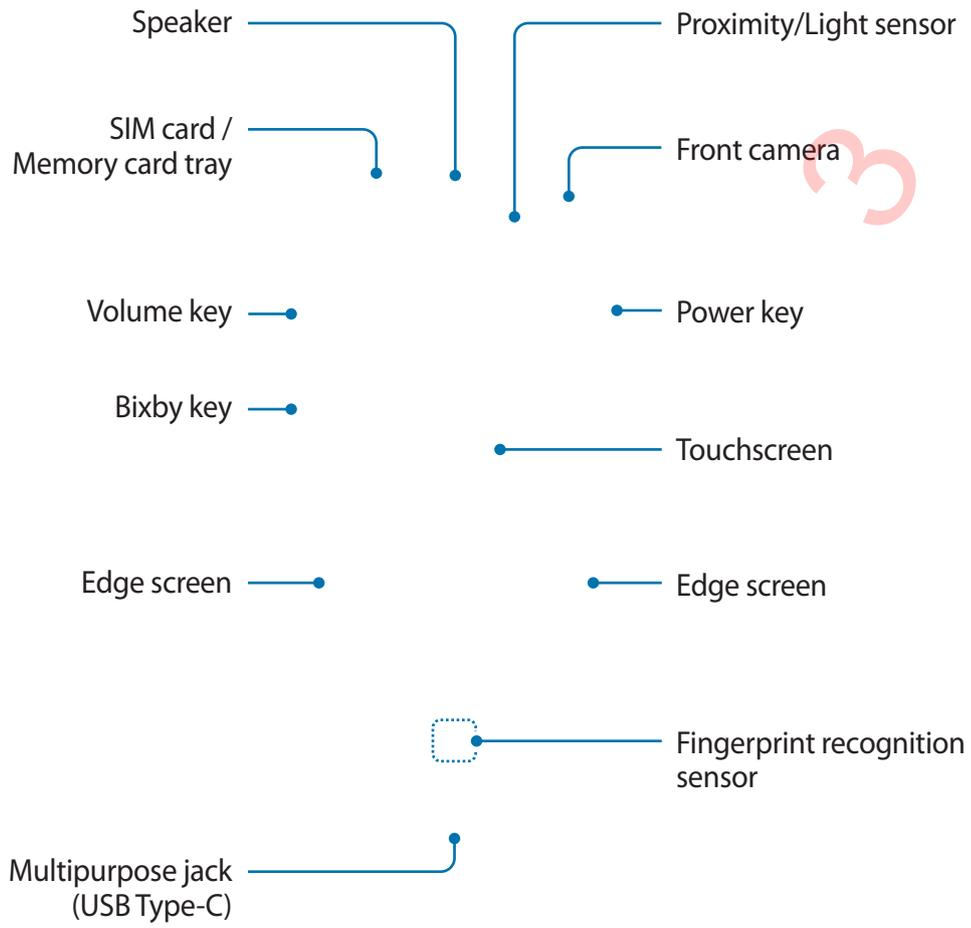 Speaker
Proximity/Light sensor
SIM card /
Memory card tray
Front camera
3
Volume key
Power key
Bixby key
Touchscreen
Edge screen
Edge screen
Fingerprint recognition
sensor
Multipurpose jack
(USB Type-C)